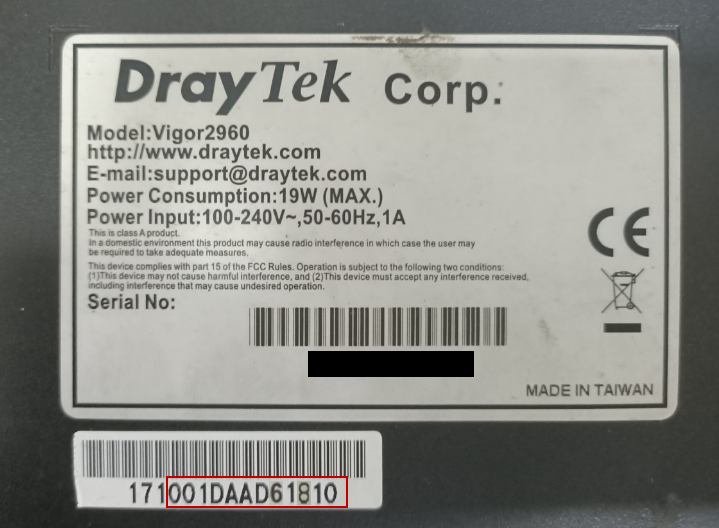 DrayTek Corp.
Model:Vigor2960
http://www.draytek.com
E-mail:support@draytek.com
Power Consumption:19W (MAX.)
Power Input:100-240V~,50-60Hz,1A
This is class A product.
In a domestic environment this product may cause radio interference in which case the user may
be required to take adequate measures.
This device complies with part 15 of the FCC Rules. Operation is subject to the following two conditions:
(1)This device may not cause harmful interference, and (2)This device must accept any interference received,
including interference that may cause undesired operation.
Serial No:
CE
MADE IN TAIWAN
171001DAAD61810